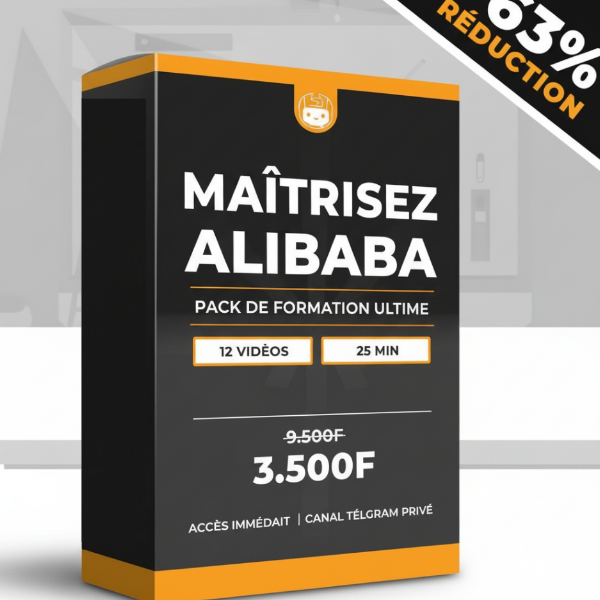 63%
RÉDUCTION
MAÎTRISEZ
ALIBABA
PACK DE FORMATION ULTIME
12 VIDÈOS
25 MIN
9.500F
3.500F
ACCÈS IMMÉDAIT | CANAL TÉLGRAM PRIVÉ